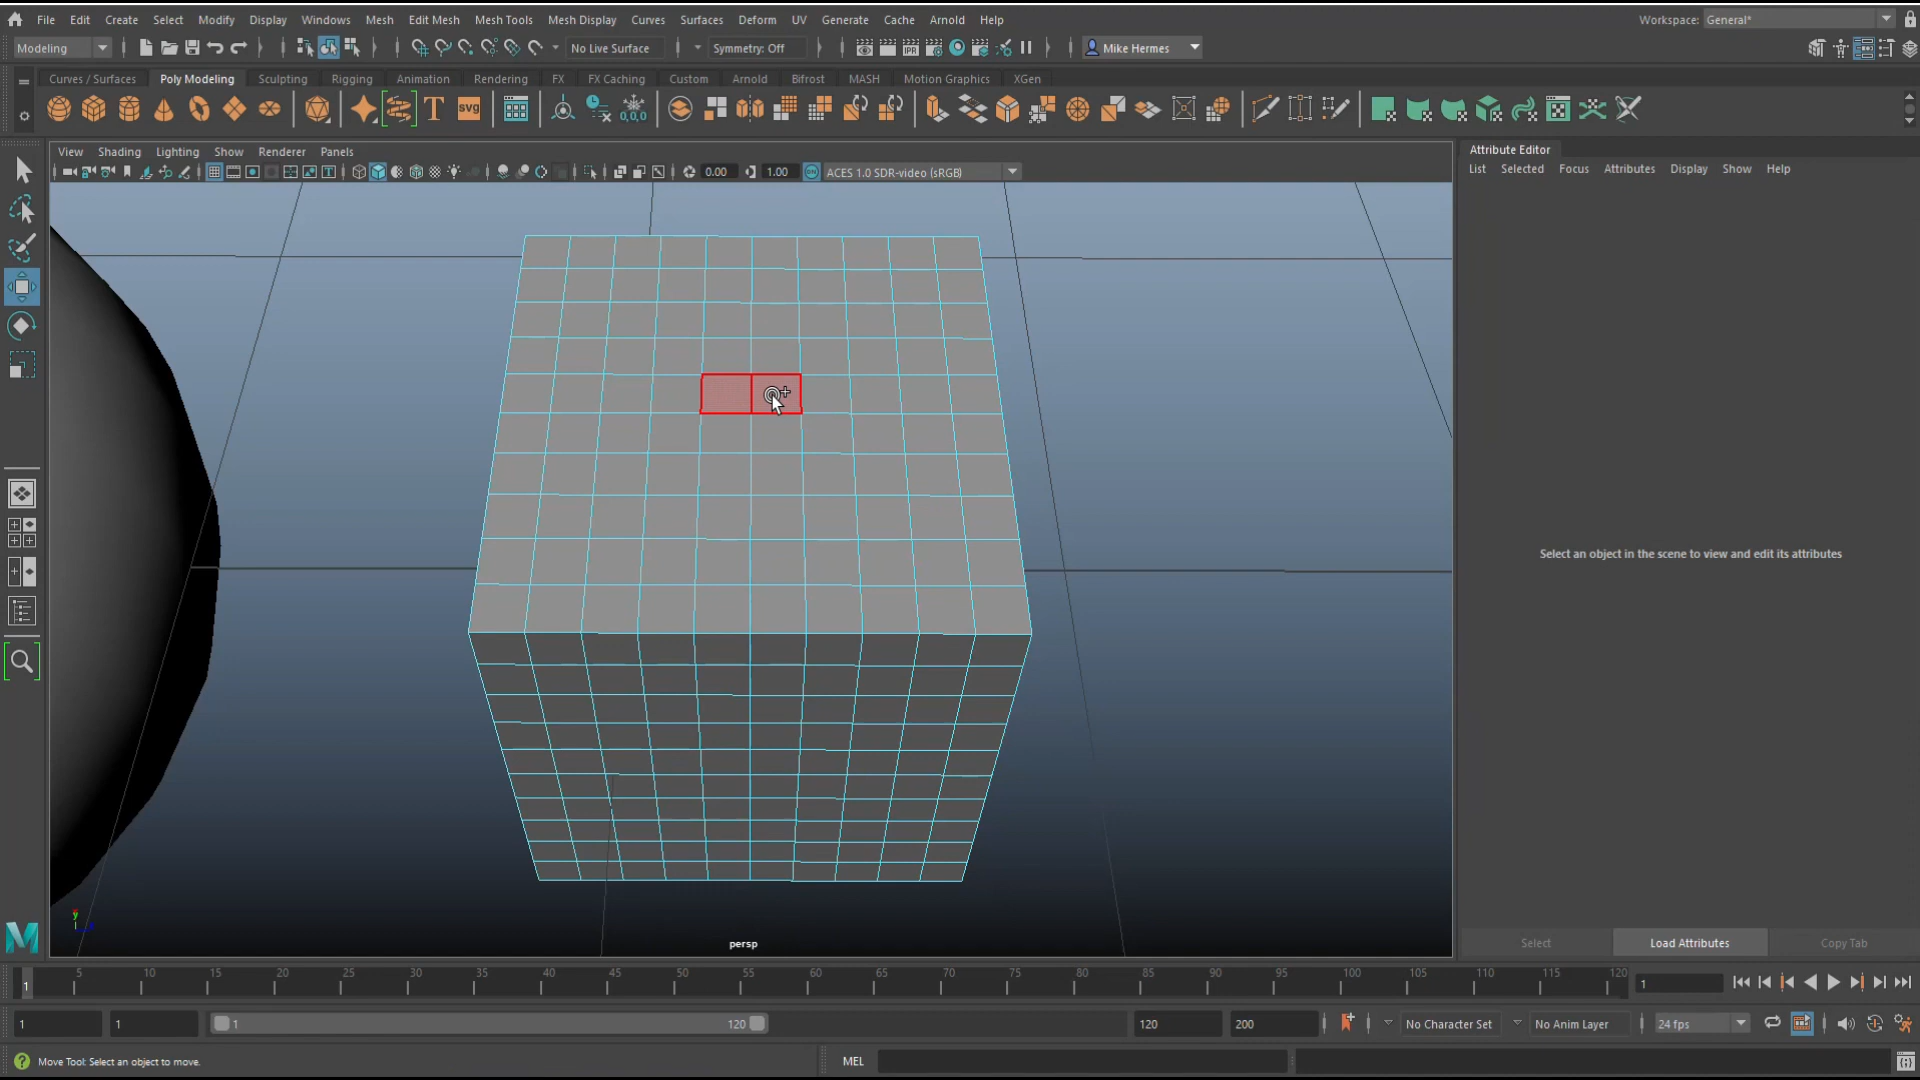 File Edit Create Select Modify Display Windows Mesh Edit Mesh Mesh Tools Mesh Display Curves Surfaces Deform UV Generate Cache Arnold Help Workspace: General*
Modeling No Live Surface Symmetry: Off IPR Mike Hermes
Curves / Surfaces Poly Modeling Sculpting Rigging Animation Rendering FX FX Caching Custom Arnold Bifrost MASH Motion Graphics XGen
T svg 0,0,0
View Shading Lighting Show Renderer Panels
0.00 1.00 ACES 1.0 SDR-video (sRGB)
Attribute Editor
List Selected Focus Attributes Display Show Help
Select an object in the scene to view and edit its attributes
y
persp
Select Load Attributes Copy Tab
5 10 15 20 25 30 35 40 45 50 55 60 65 70 75 80 85 90 95 100 105 110 115 120
1 1
1 1 1 120 120 200 No Character Set No Anim Layer 24 fps
Move Tool: Select an object to move. MEL